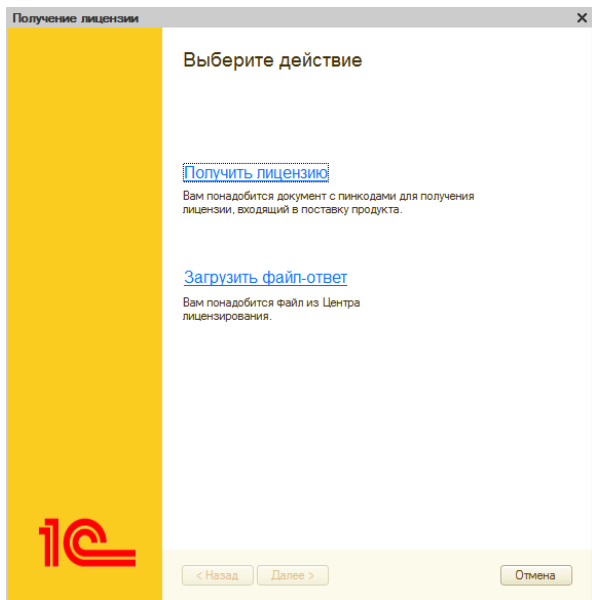 Получение лицензии
Выберите действие
Получить лицензию
Вам понадобится документ с пинкодами для получения
лицензии, входящий в поставку продукта.
Загрузить файл-ответ
Вам понадобится файл из Центра
лицензирования.
1С
< Назад
Далее >
Отмена